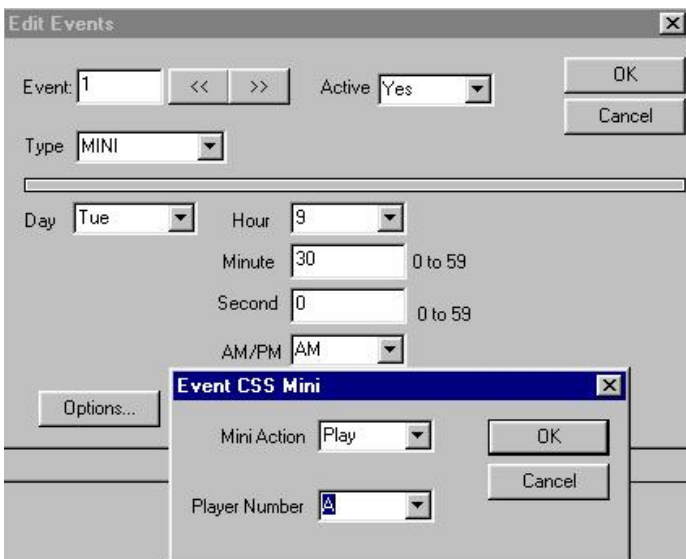 Edit Events
Event: 1 << >> Active Yes OK
Cancel
Type MINI
Day Tue Hour 9
Minute 30 0 to 59
Second 0 0 to 59
AM/PM AM
Options...
Event CSS Mini
Mini Action Play OK
Cancel
Player Number A